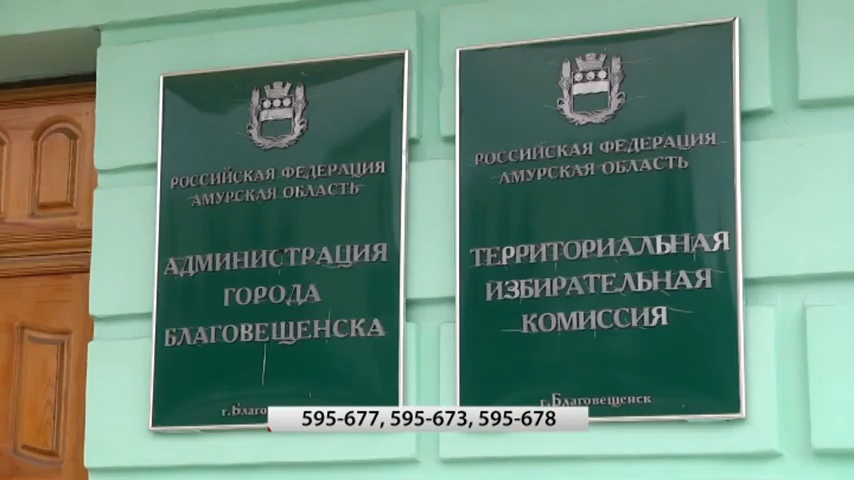 РОССИЙСКАЯ ФЕДЕРАЦИЯ
АМУРСКАЯ ОБЛАСТЬ
АДМИНИСТРАЦИЯ
ГОРОДА
БЛАГОВЕЩЕНСКА
РОССИЙСКАЯ ФЕДЕРАЦИЯ
АМУРСКАЯ ОБЛАСТЬ
ТЕРРИТОРИАЛЬНАЯ
ИЗБИРАТЕЛЬНАЯ
КОМИССИЯ
г.Благовещенск
595-677, 595-673, 595-678